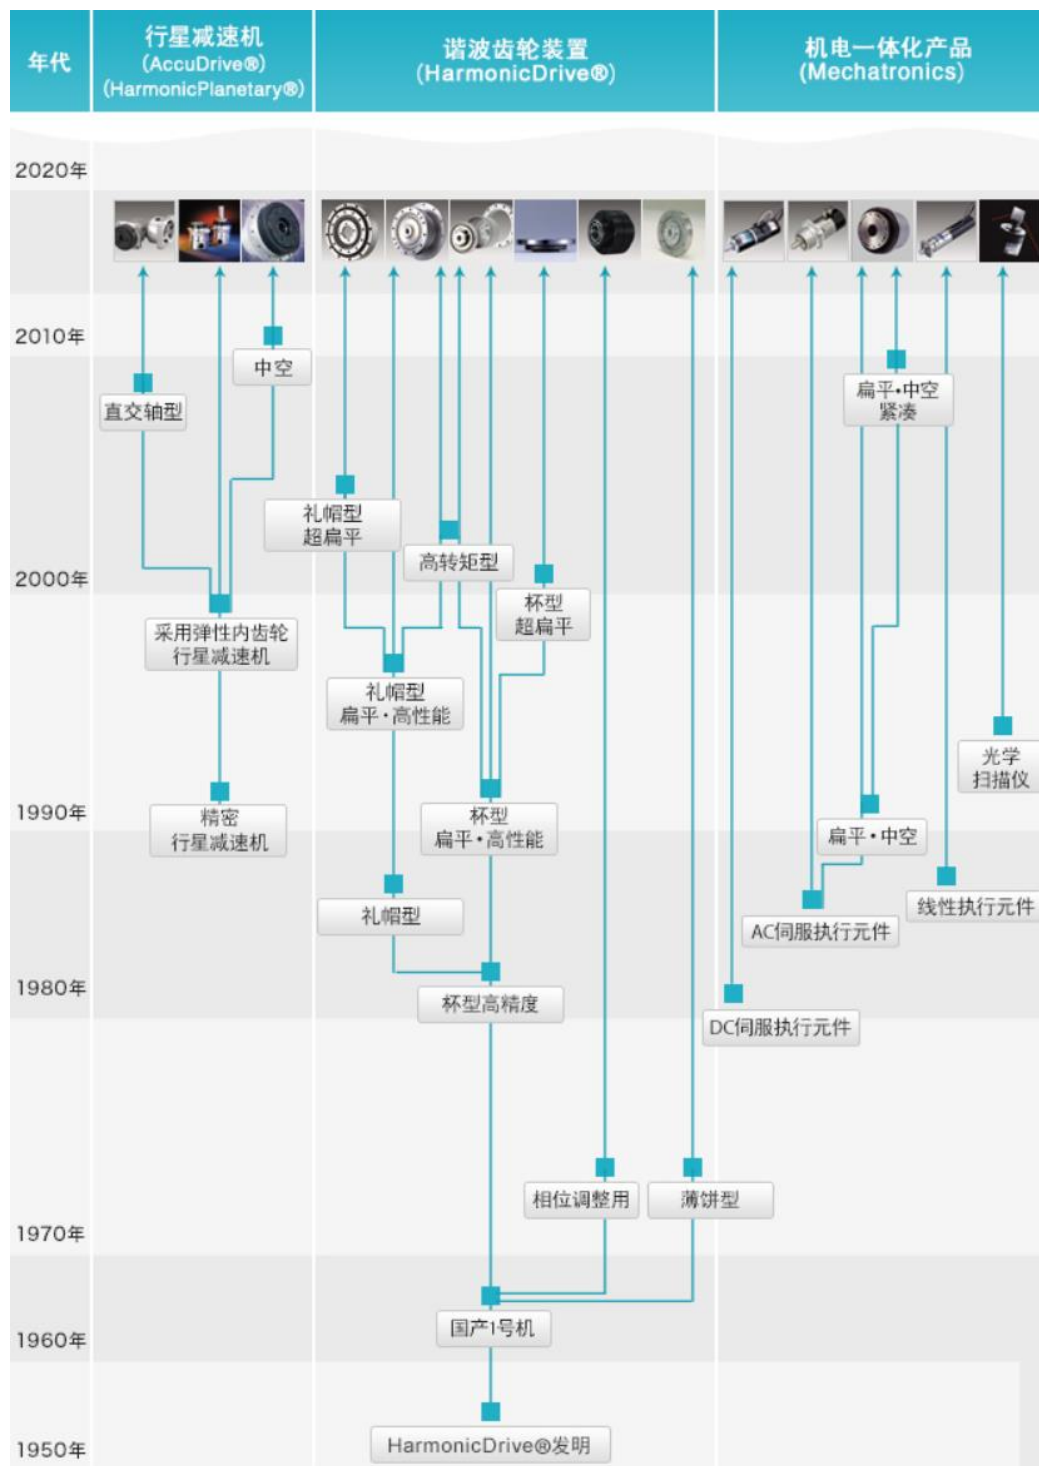 年代
行星减速机
(AccuDrive®)
(HarmonicPlanetary®)
谐波齿轮装置
(HarmonicDrive®)
机电一体化产品
(Mechatronics)
2020年
2010年
中空
直交轴型
扁平•中空
紧凑
礼帽型
超扁平
高转矩型
2000年
杯型
超扁平
采用弹性内齿轮
行星减速机
礼帽型
扁平·高性能
光学
扫描仪
1990年
精密
行星减速机
杯型
扁平·高性能
扁平·中空
礼帽型
线性执行元件
AC伺服执行元件
1980年
杯型高精度
DC伺服执行元件
相位调整用
薄饼型
1970年
国产1号机
1960年
HarmonicDrive®发明
1950年